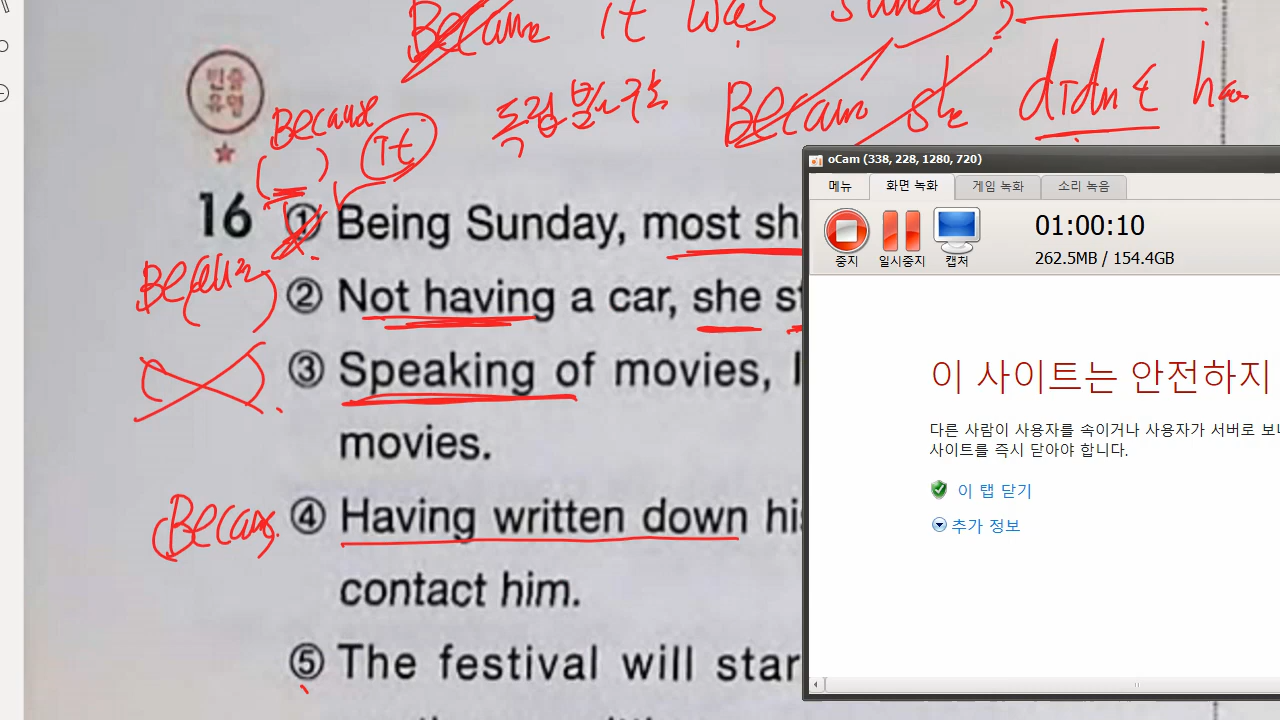 Because it was Sunday,
빈출
유형
Because
It
독립분사구문
Because she didn't have
16 ① Being Sunday, most sh
Because
② Not having a car, she st
③ Speaking of movies, I
movies.
④ Having written down his
contact him.
⑤ The festival will star
oCam (338, 228, 1280, 720)
메뉴 화면 녹화 게임 녹화 소리 녹음
중지 일시중지 캡처
01:00:10
262.5MB / 154.4GB
이 사이트는 안전하지
다른 사람이 사용자를 속이거나 사용자가 서버로 보내
사이트를 즉시 닫아야 합니다.
이 탭 닫기
추가 정보